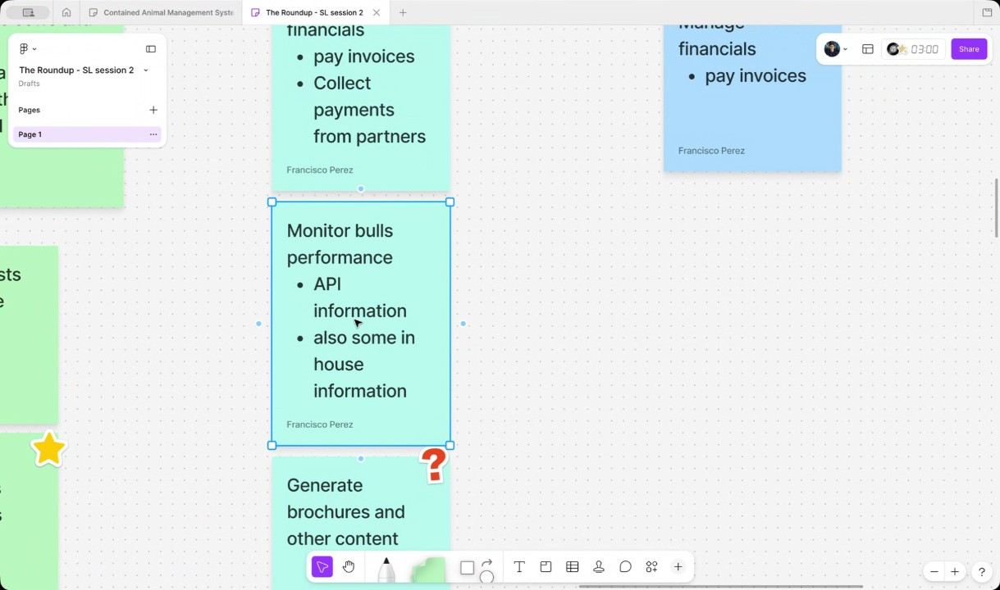 Contained Animal Management Syst
The Roundup - SL session 2
The Roundup - SL session 2
Drafts
Pages
Page 1
03:00
Share
financials
pay invoices
Collect
payments
from partners
Francisco Perez
Manage
financials
pay invoices
Francisco Perez
Monitor bulls
performance
API
information
also some in
house
information
Francisco Perez
sts
e
?
Generate
brochures and
other content
T
?